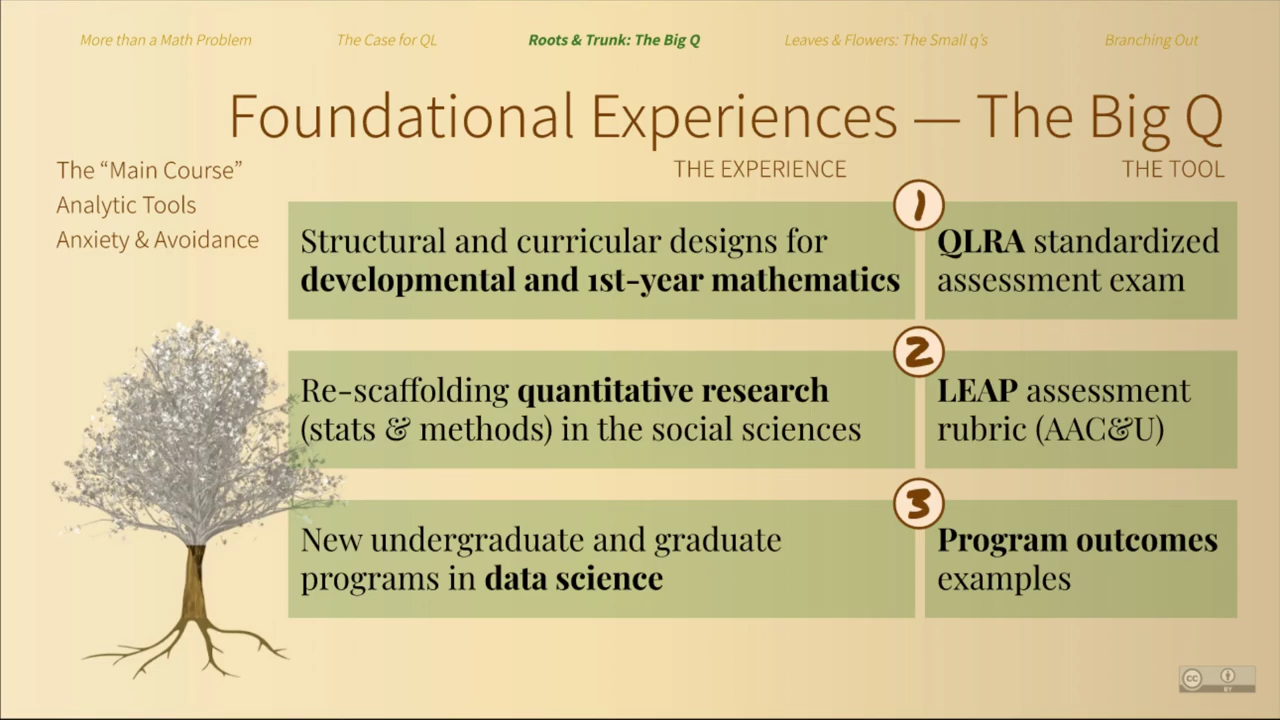 More than a Math Problem
The Case for QL
Roots & Trunk: The Big Q
Leaves & Flowers: The Small q's
Branching Out
Foundational Experiences — The Big Q
The “Main Course”
Analytic Tools
Anxiety & Avoidance
THE EXPERIENCE
THE TOOL
1
Structural and curricular designs for
developmental and 1st-year mathematics
QLRA standardized
assessment exam
2
Re-scaffolding quantitative research
(stats & methods) in the social sciences
LEAP assessment
rubric (AAC&U)
3
New undergraduate and graduate
programs in data science
Program outcomes
examples
cc
BY